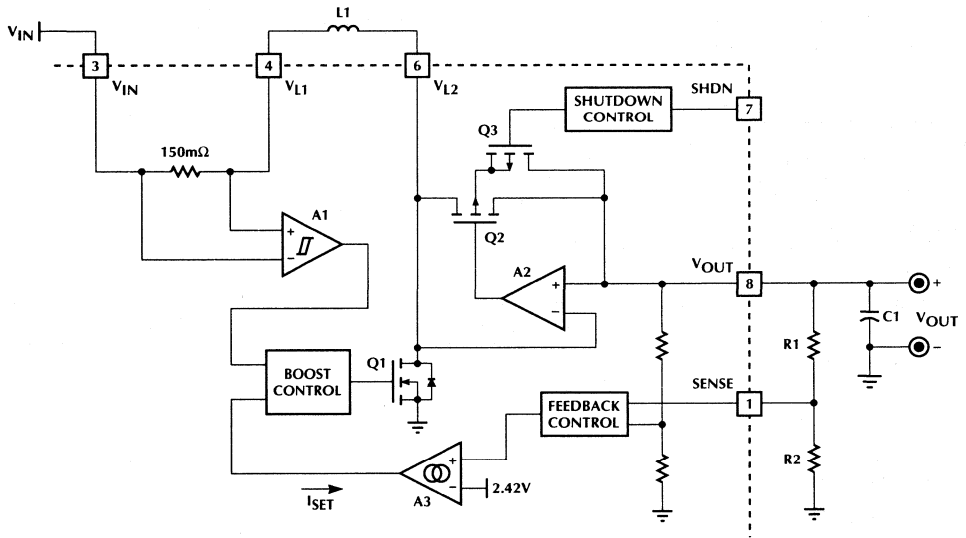 L1
VIN
3
4
6
VIN
VL1
VL2
SHDN
7
SHUTDOWN
CONTROL
Q3
150mΩ
A1
+
−
Q2
A2
+
−
VOUT
8
+
C1
VOUT
−
R1
BOOST
CONTROL
Q1
SENSE
1
FEEDBACK
CONTROL
R2
+
−
2.42V
A3
ISET